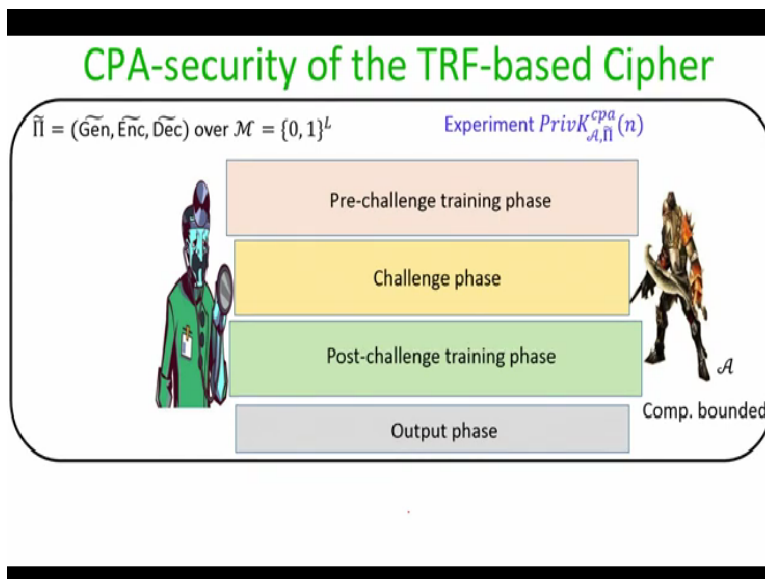 CPA-security of the TRF-based Cipher
Π̃ = (G̃en, Ẽnc, D̃ec) over ℳ = {0, 1}^L
Experiment PrivK^{cpa}_{𝒜,Π̃}(n)
Pre-challenge training phase
Challenge phase
Post-challenge training phase
𝒜
Comp. bounded
Output phase